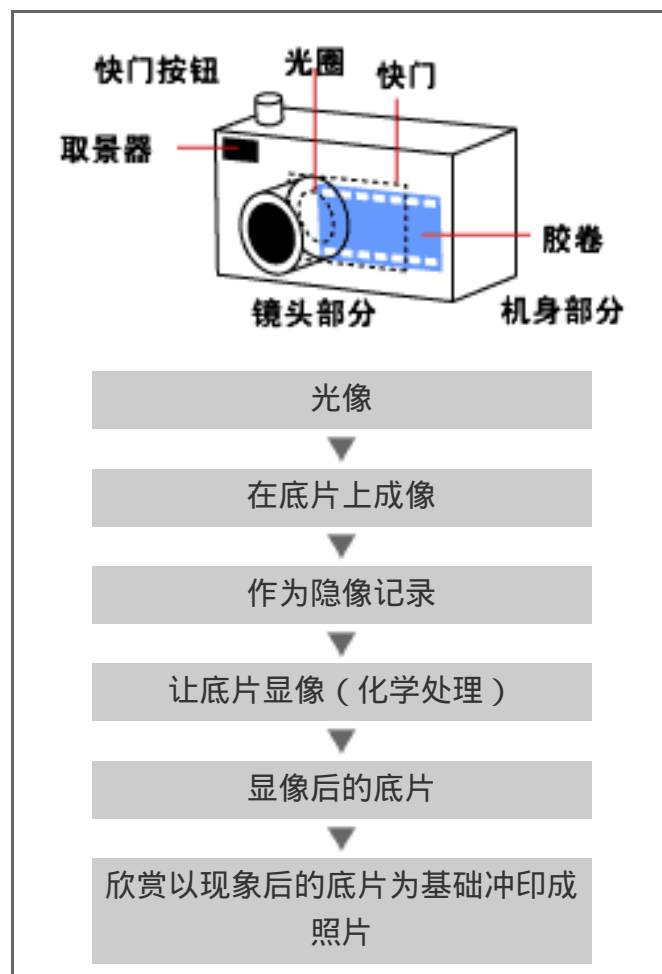 快门按钮
光圈
快门
取景器
胶卷
镜头部分
机身部分
光像
在底片上成像
作为隐像记录
让底片显像（化学处理）
显像后的底片
欣赏以现象后的底片为基础冲印成
照片